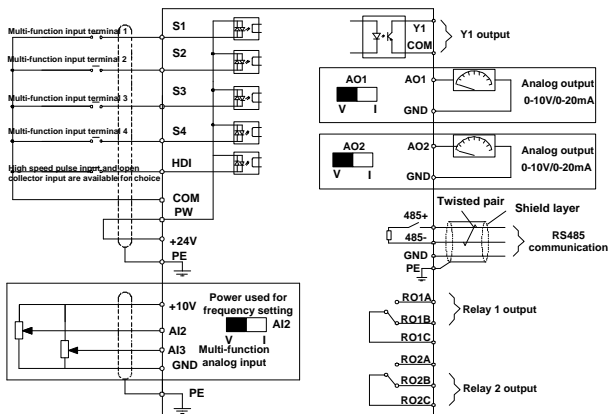 S1
Multi-function input terminal 1
S2
Multi-function input terminal 2
S3
Multi-function input terminal 3
S4
Multi-function input terminal 4
HDI
High speed pulse input and open
collector input are available for choice
COM
PW
+24V
PE
+10V
Power used for
frequency setting
AI2
V I
AI2
AI3
Multi-function
analog input
GND
PE
Y1
COM
Y1 output
AO1
V I
AO1
GND
Analog output
0-10V/0-20mA
AO2
V I
AO2
GND
Analog output
0-10V/0-20mA
Twisted pair
Shield layer
485+
485-
GND
PE
RS485
communication
RO1A
RO1B
RO1C
Relay 1 output
RO2A
RO2B
RO2C
Relay 2 output